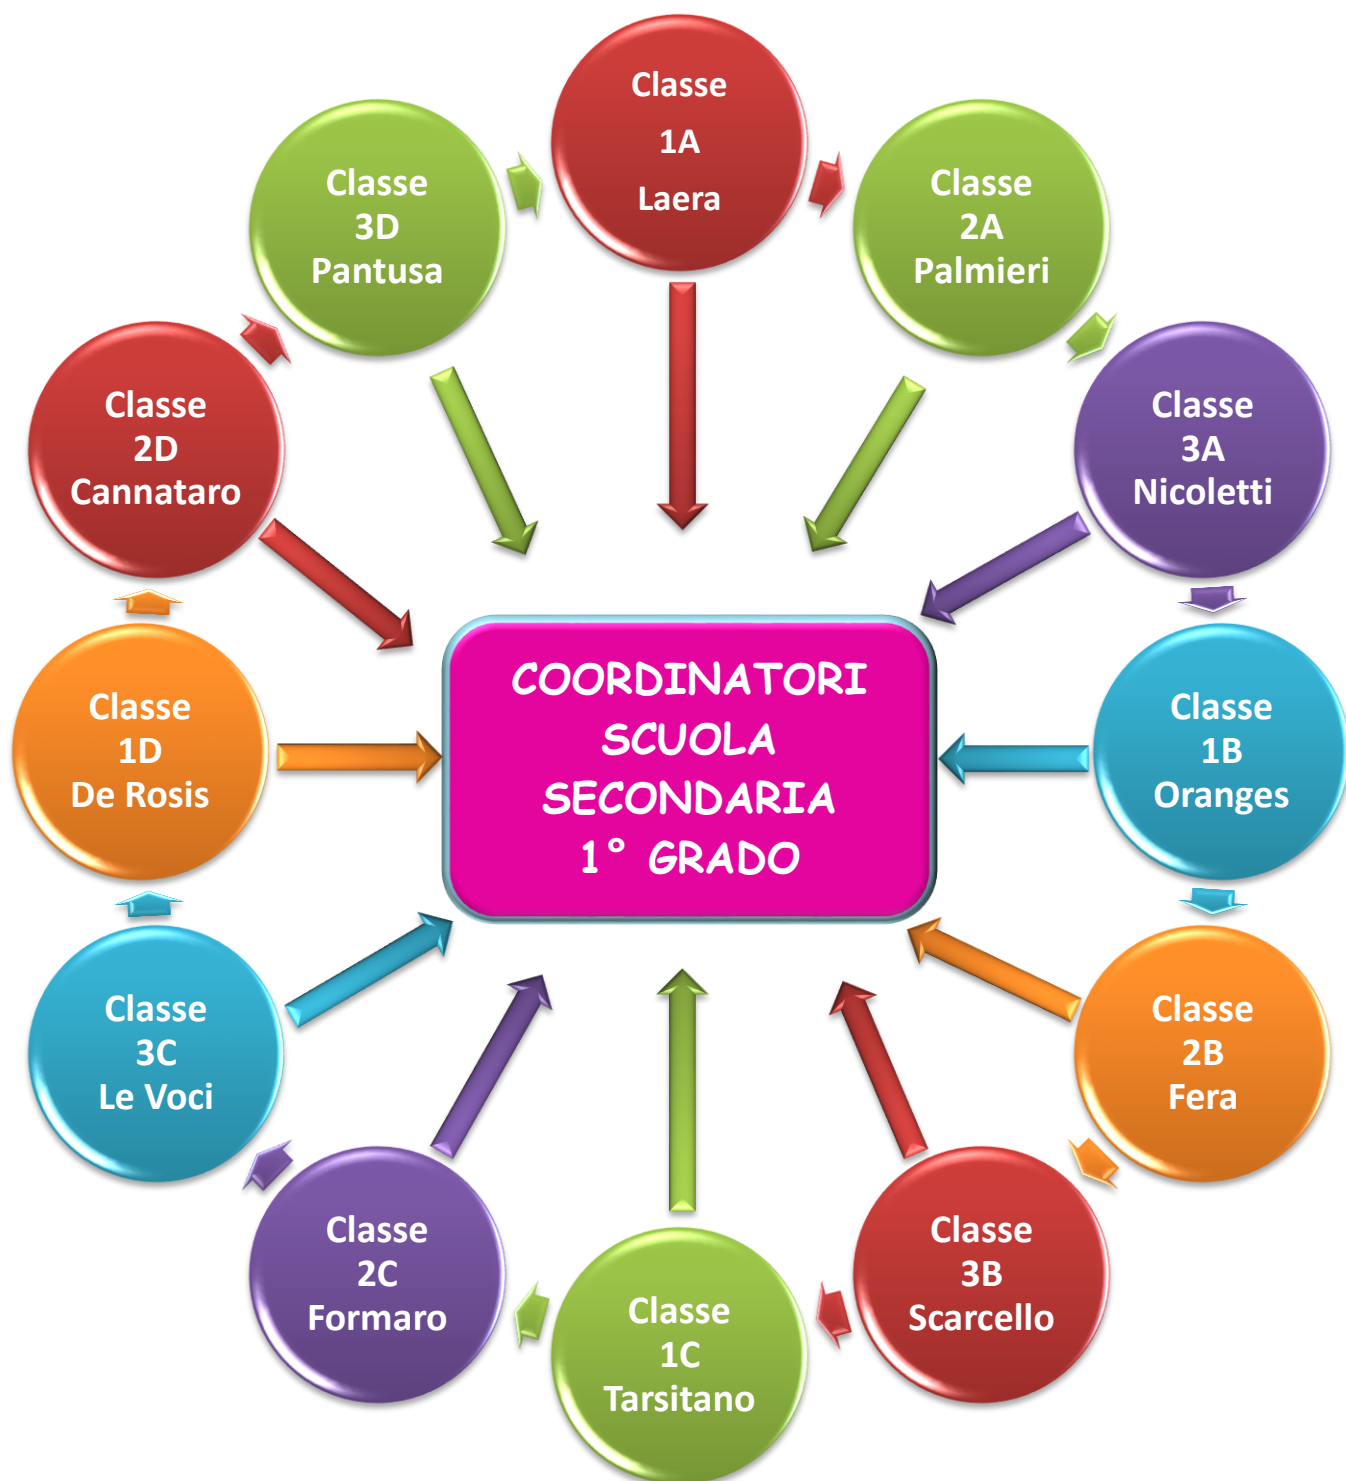 Classe
1A
Laera
Classe
2A
Palmieri
Classe
3A
Nicoletti
Classe
1B
Oranges
Classe
2B
Fera
Classe
3B
Scarcello
Classe
1C
Tarsitano
Classe
2C
Formaro
Classe
3C
Le Voci
Classe
1D
De Rosis
Classe
2D
Cannataro
Classe
3D
Pantusa
COORDINATORI
SCUOLA
SECONDARIA
1° GRADO